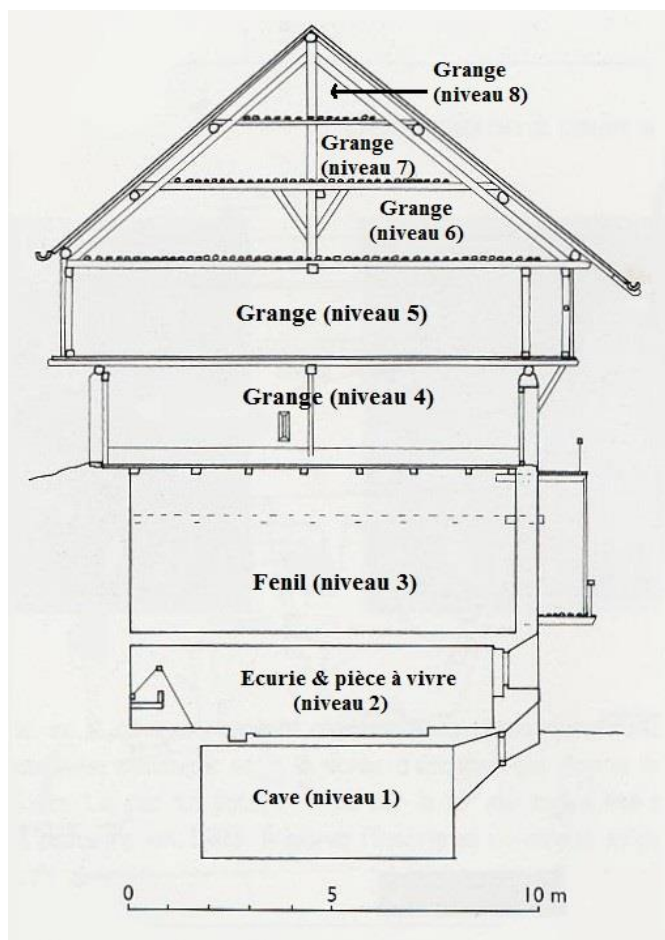 Grange
(niveau 8)
Grange
(niveau 7)
Grange
(niveau 6)
Grange (niveau 5)
Grange (niveau 4)
Fenil (niveau 3)
Ecurie & pièce à vivre
(niveau 2)
Cave (niveau 1)
0 5 10 m